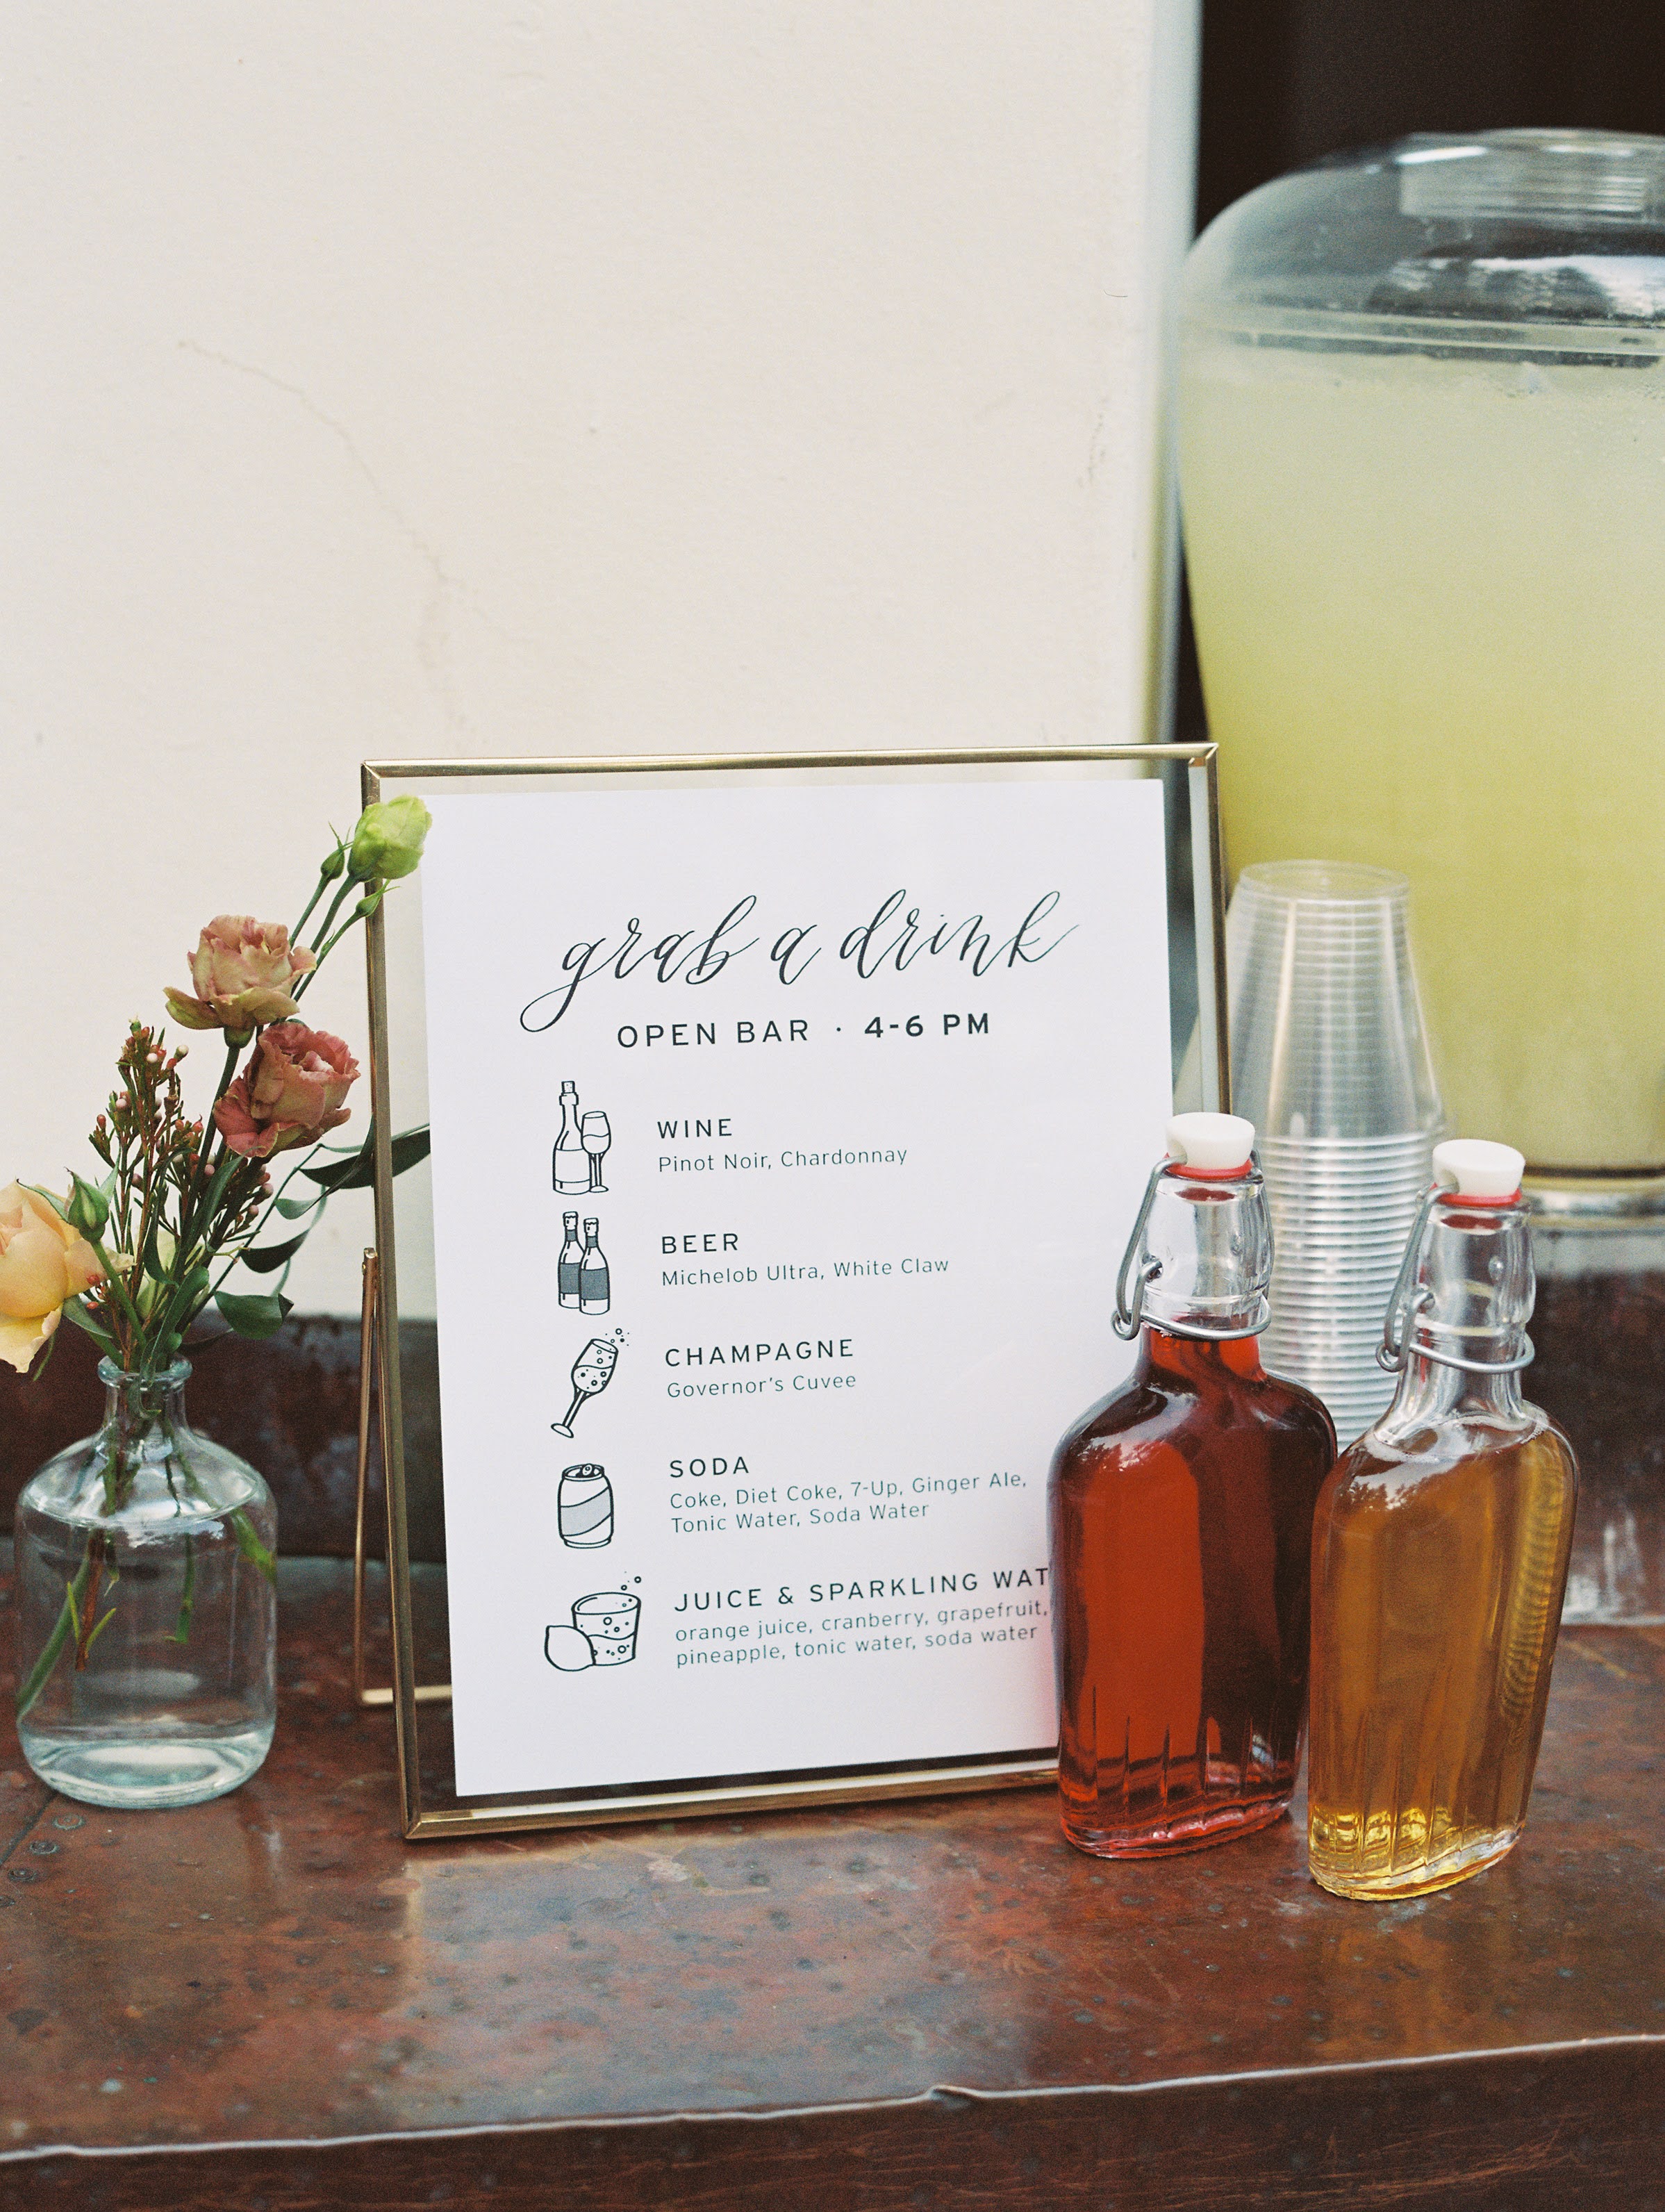 grab a drink
OPEN BAR · 4-6 PM
WINE
Pinot Noir, Chardonnay
BEER
Michelob Ultra, White Claw
CHAMPAGNE
Governor's Cuvee
SODA
Coke, Diet Coke, 7-Up, Ginger Ale,
Tonic Water, Soda Water
JUICE & SPARKLING WAT
orange juice, cranberry, grapefruit,
pineapple, tonic water, soda water